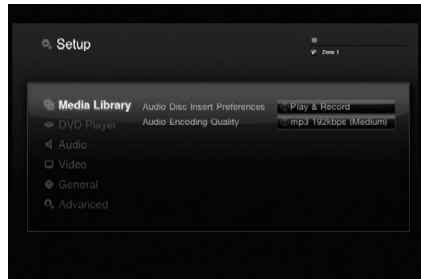 Setup
Zone 1
Media Library
Audio Disc Insert Preferences
Play & Record
DVD Player
Audio Encoding Quality
mp3 192kbps (Medium)
Audio
Video
General
Advanced